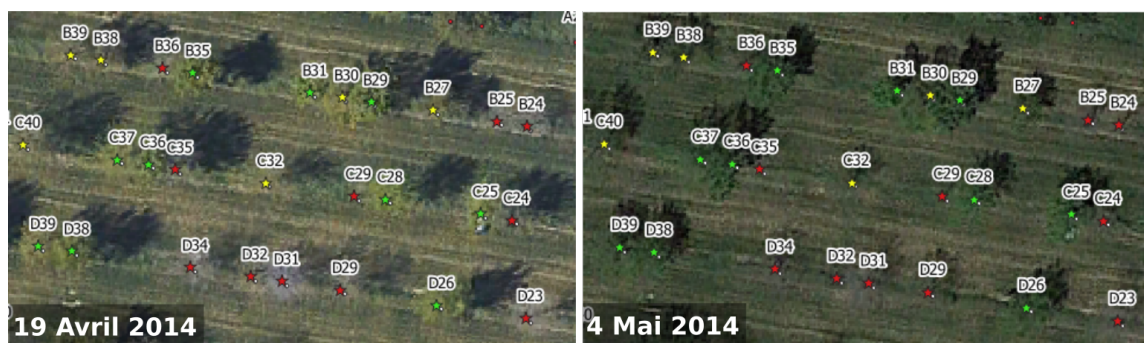 B39 B38 B36 B35 B31 B30 B29 B27 B25 B24
C40 C37 C36 C35 C32 C29 C28 C25 C24
D39 D38 D34 D32 D31 D29 D26 D23
19 Avril 2014
B39 B38 B36 B35 B31 B30 B29 B27 B25 B24
1 C40 C37 C36 C35 C32 C29 C28 C25 C24
D39 D38 D34 D32 D31 D29 D26 D23
4 Mai 2014